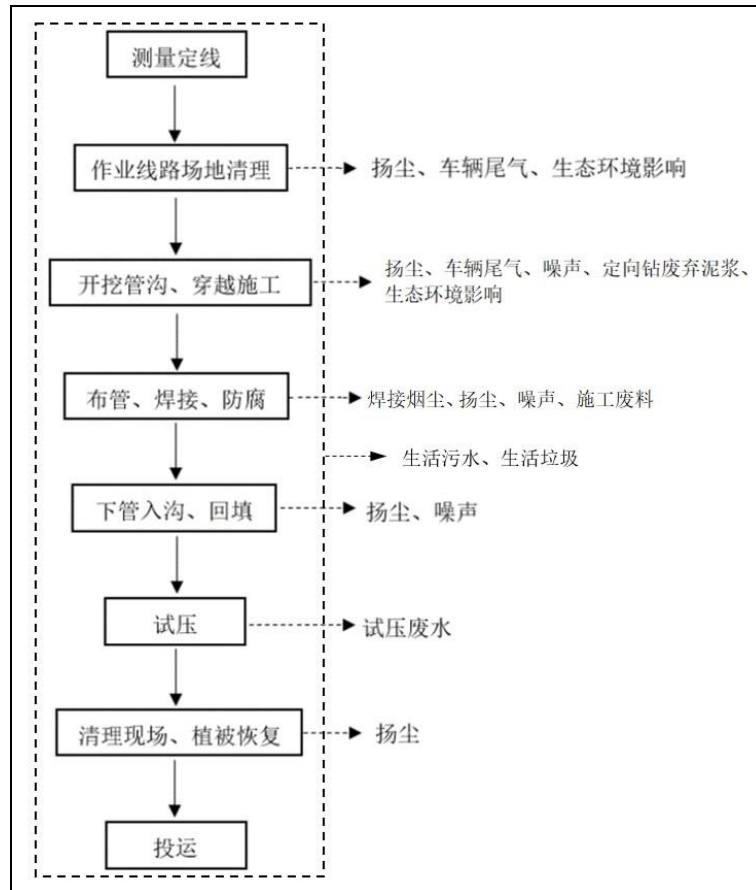 测量定线
作业线路场地清理
扬尘、车辆尾气、生态环境影响
开挖管沟、穿越施工
扬尘、车辆尾气、噪声、定向钻废弃泥浆、
生态环境影响
布管、焊接、防腐
焊接烟尘、扬尘、噪声、施工废料
生活污水、生活垃圾
下管入沟、回填
扬尘、噪声
试压
试压废水
清理现场、植被恢复
扬尘
投运